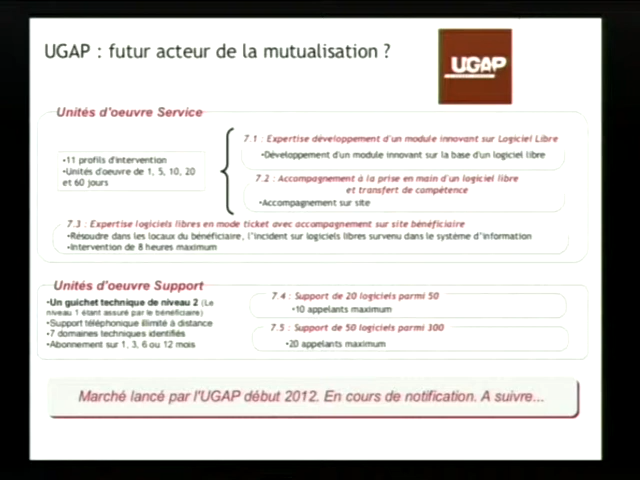 UGAP : futur acteur de la mutualisation ?
UGAP
Unités d'oeuvre Service
•11 profils d'intervention
•Unités d'oeuvre de 1, 5, 10, 20
et 60 jours
7.1 : Expertise développement d'un module innovant sur Logiciel Libre
•Développement d'un module innovant sur la base d'un logiciel libre
7.2 : Accompagnement à la prise en main d'un logiciel libre
et transfert de compétence
•Accompagnement sur site
7.3 : Expertise logiciels libres en mode ticket avec accompagnement sur site bénéficiaire
•Résoudre dans les locaux du bénéficiaire, l'incident sur logiciels libres survenu dans le système d'information
•Intervention de 8 heures maximum
Unités d'oeuvre Support
•Un guichet technique de niveau 2 (Le
niveau 1 étant assuré par le bénéficiaire)
•Support téléphonique illimité à distance
•7 domaines techniques identifiés
•Abonnement sur 1, 3, 6 ou 12 mois
7.4 : Support de 20 logiciels parmi 50
•10 appelants maximum
7.5 : Support de 50 logiciels parmi 300
•20 appelants maximum
Marché lancé par l'UGAP début 2012. En cours de notification. A suivre...